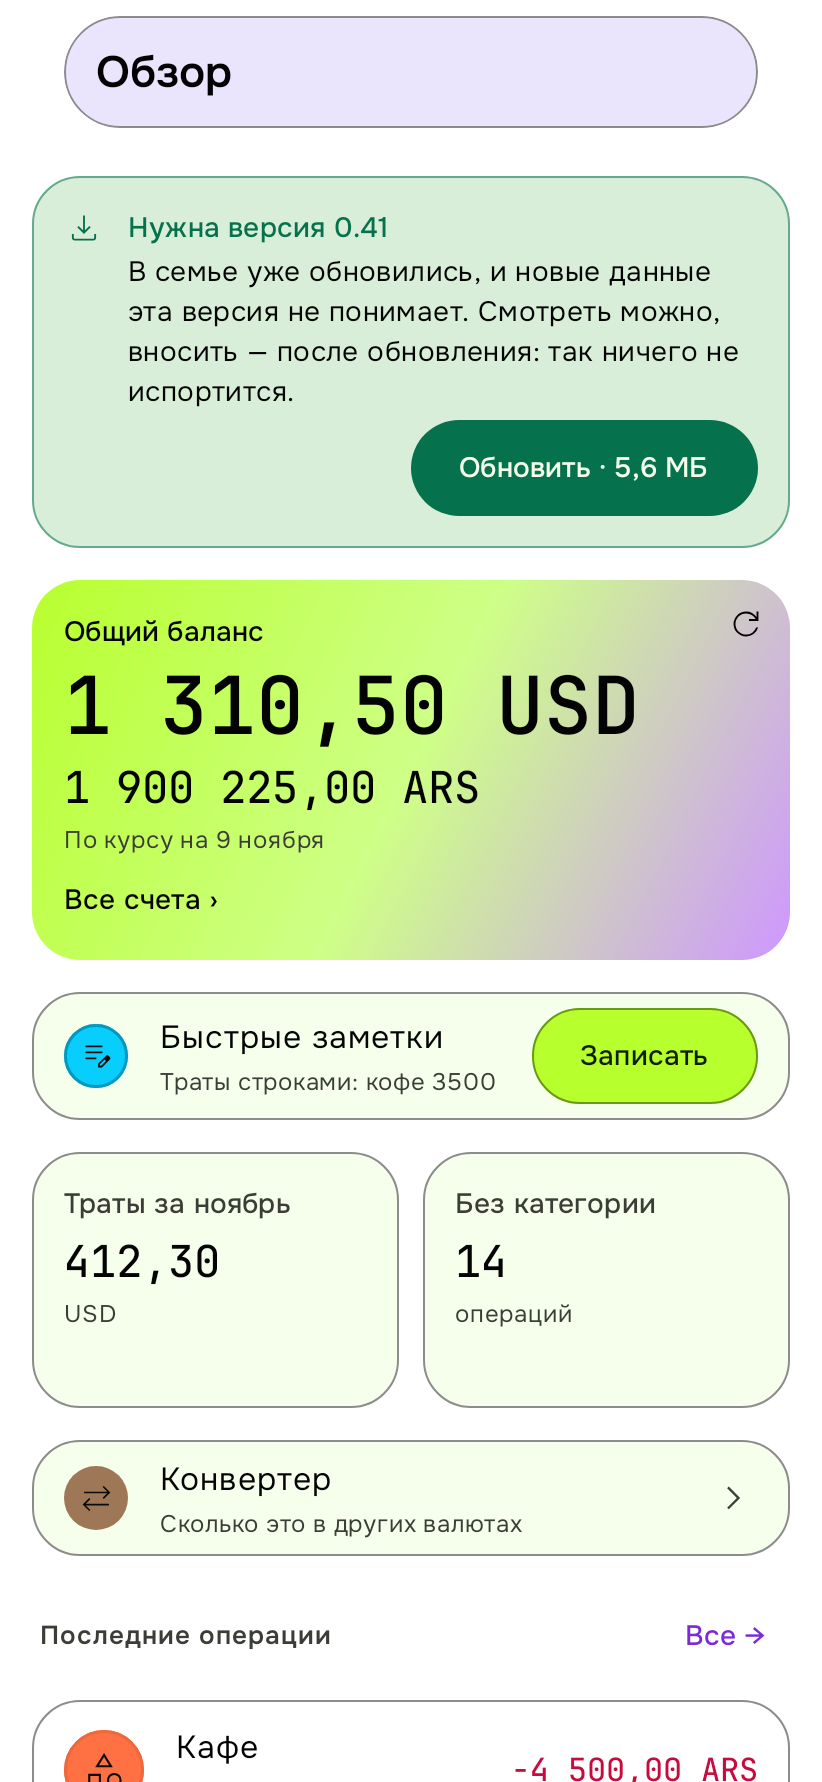 Обзор
Нужна версия 0.41
В семье уже обновились, и новые данные
эта версия не понимает. Смотреть можно,
вносить — после обновления: так ничего не
испортится.
Обновить · 5,6 МБ
Общий баланс
1 310,50 USD
1 900 225,00 ARS
По курсу на 9 ноября
Все счета ›
Быстрые заметки
Траты строками: кофе 3500
Записать
Траты за ноябрь
412,30
USD
Без категории
14
операций
Конвертер
Сколько это в других валютах
Последние операции
Все →
Кафе
-4 500,00 ARS